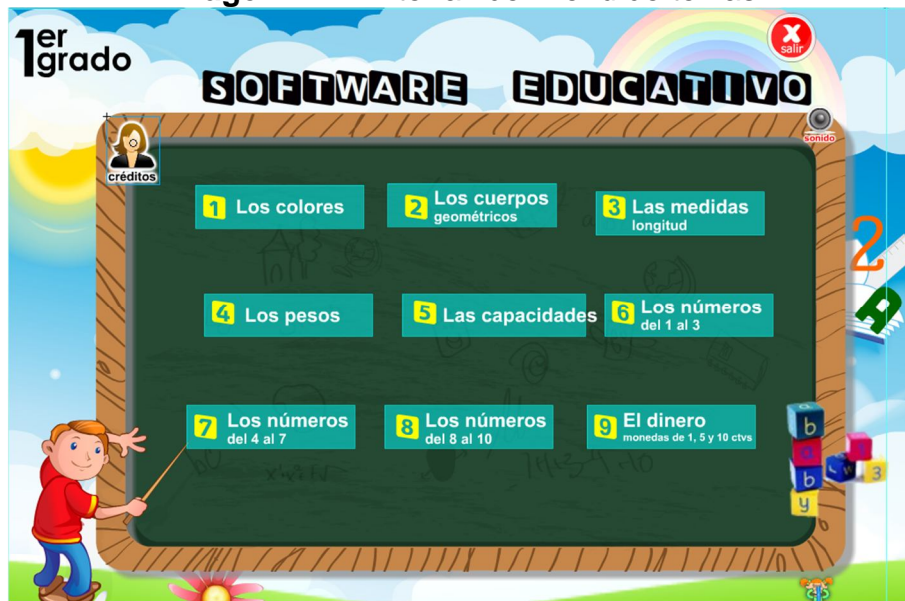 1er
grado
salir
SOFTWARE EDUCATIVO
sonido
créditos
1 Los colores
2 Los cuerpos
geométricos
3 Las medidas
longitud
4 Los pesos
5 Las capacidades
6 Los números
del 1 al 3
7 Los números
del 4 al 7
8 Los números
del 8 al 10
9 El dinero
monedas de 1, 5 y 10 ctvs
2
A
b
a
b
y
3